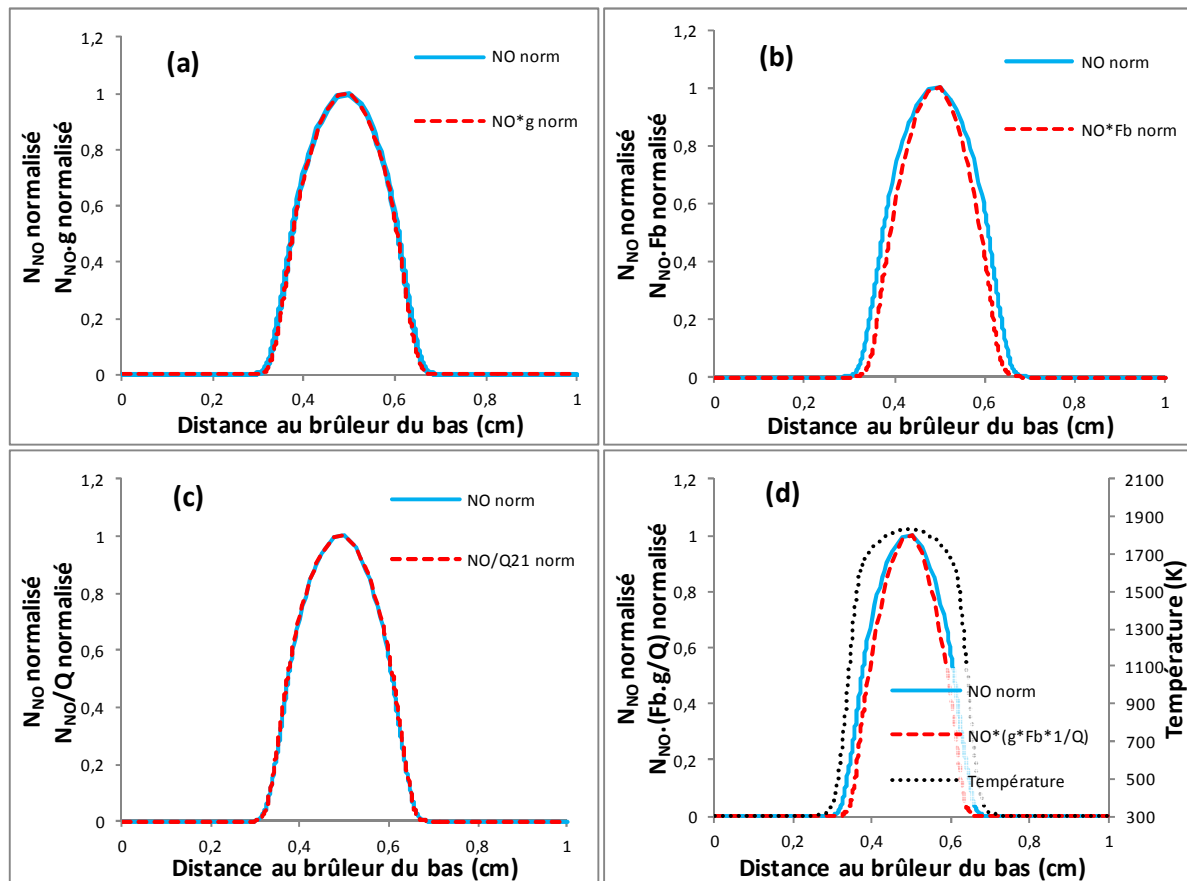 (a)
NO norm
NO*g norm
N_NO normalisé
N_NO.g normalisé
1,2
1
0,8
0,6
0,4
0,2
0
0 0,2 0,4 0,6 0,8 1
Distance au brûleur du bas (cm)
(b)
NO norm
NO*Fb norm
N_NO normalisé
N_NO.Fb normalisé
1,2
1
0,8
0,6
0,4
0,2
0
0 0,2 0,4 0,6 0,8 1
Distance au brûleur du bas (cm)
(c)
NO norm
NO/Q21 norm
N_NO normalisé
N_NO/Q normalisé
1,2
1
0,8
0,6
0,4
0,2
0
0 0,2 0,4 0,6 0,8 1
Distance au brûleur du bas (cm)
(d)
NO norm
NO*(g*Fb*1/Q)
Température
N_NO normalisé
N_NO.(Fb.g/Q) normalisé
1,2
1
0,8
0,6
0,4
0,2
0
2100
1900
1700
1500
1300
1100
900
700
500
300
Température (K)
0 0,2 0,4 0,6 0,8 1
Distance au brûleur du bas (cm)